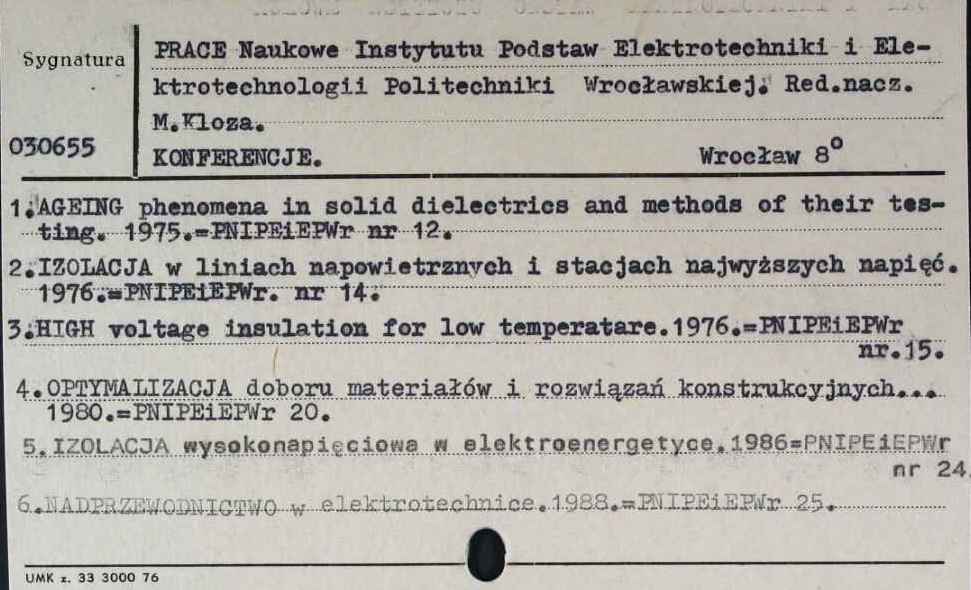 Sygnatura
PRACE Naukowe Instytutu Podstaw Elektrotechniki i Ele-
ktrotechnologii Politechniki Wrocławskiej. Red.nacz.
M.Kloza.
030655
KONFERENCJE. Wrocław 8°
1.AGEING phenomena in solid dielectrics and methods of their tes-
ting. 1975.=PNIPEiEPWr nr 12.
2.IZOLACJA w liniach napowietrznych i stacjach najwyższych napięć.
1976.=PNIPEiEPWr. nr 14.
3.HIGH voltage insulation for low temperatare.1976.=PNIPEiEPWr
nr.15.
4.OPTYMALIZACJA doboru materiałów i rozwiązań konstrukcyjnych...
1980.=PNIPEiEPWr 20.
5.IZOLACJA wysokonapięciowa w elektroenergetyce.1986=PNIPEiEPWr
nr 24.
6.NADPRZEWODNICTWO w elektrotechnice.1988.=PNIPEiEPWr 25.
UMK z. 33 3000 76